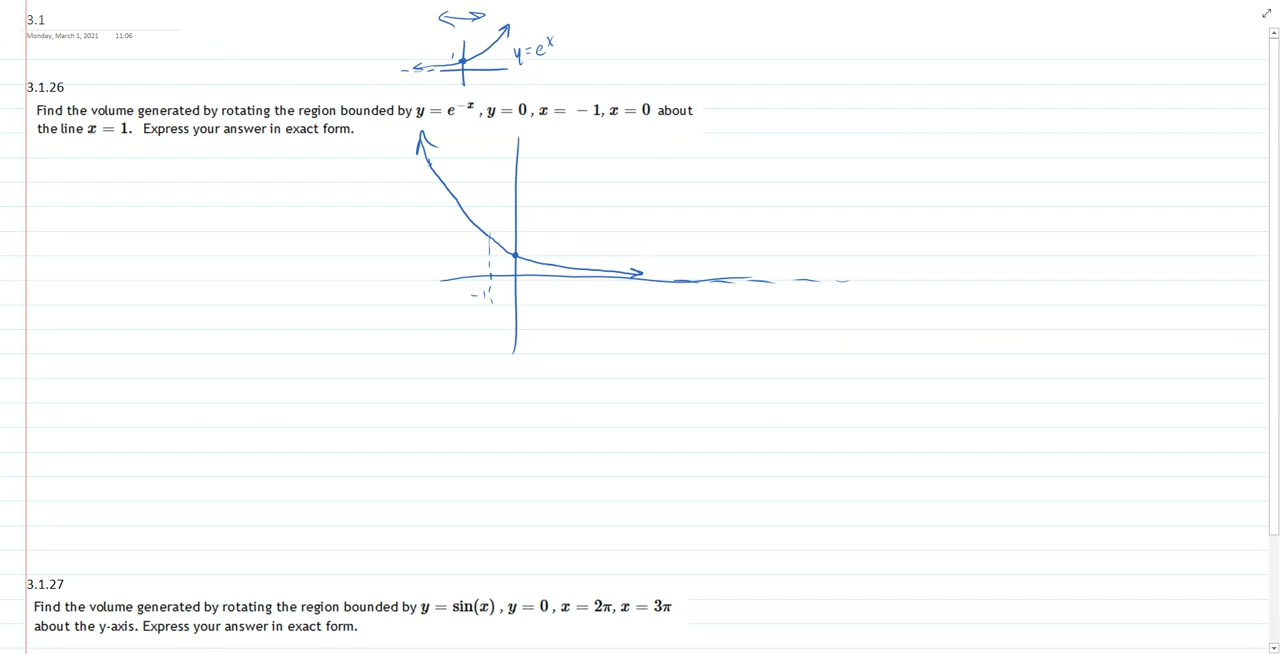 3.1
Monday, March 1, 2021 11:06
1
y=eˣ
3.1.26
Find the volume generated by rotating the region bounded by y = e⁻ˣ , y = 0 , x = − 1, x = 0 about
the line x = 1. Express your answer in exact form.
-1
3.1.27
Find the volume generated by rotating the region bounded by y = sin(x) , y = 0 , x = 2π, x = 3π
about the y-axis. Express your answer in exact form.